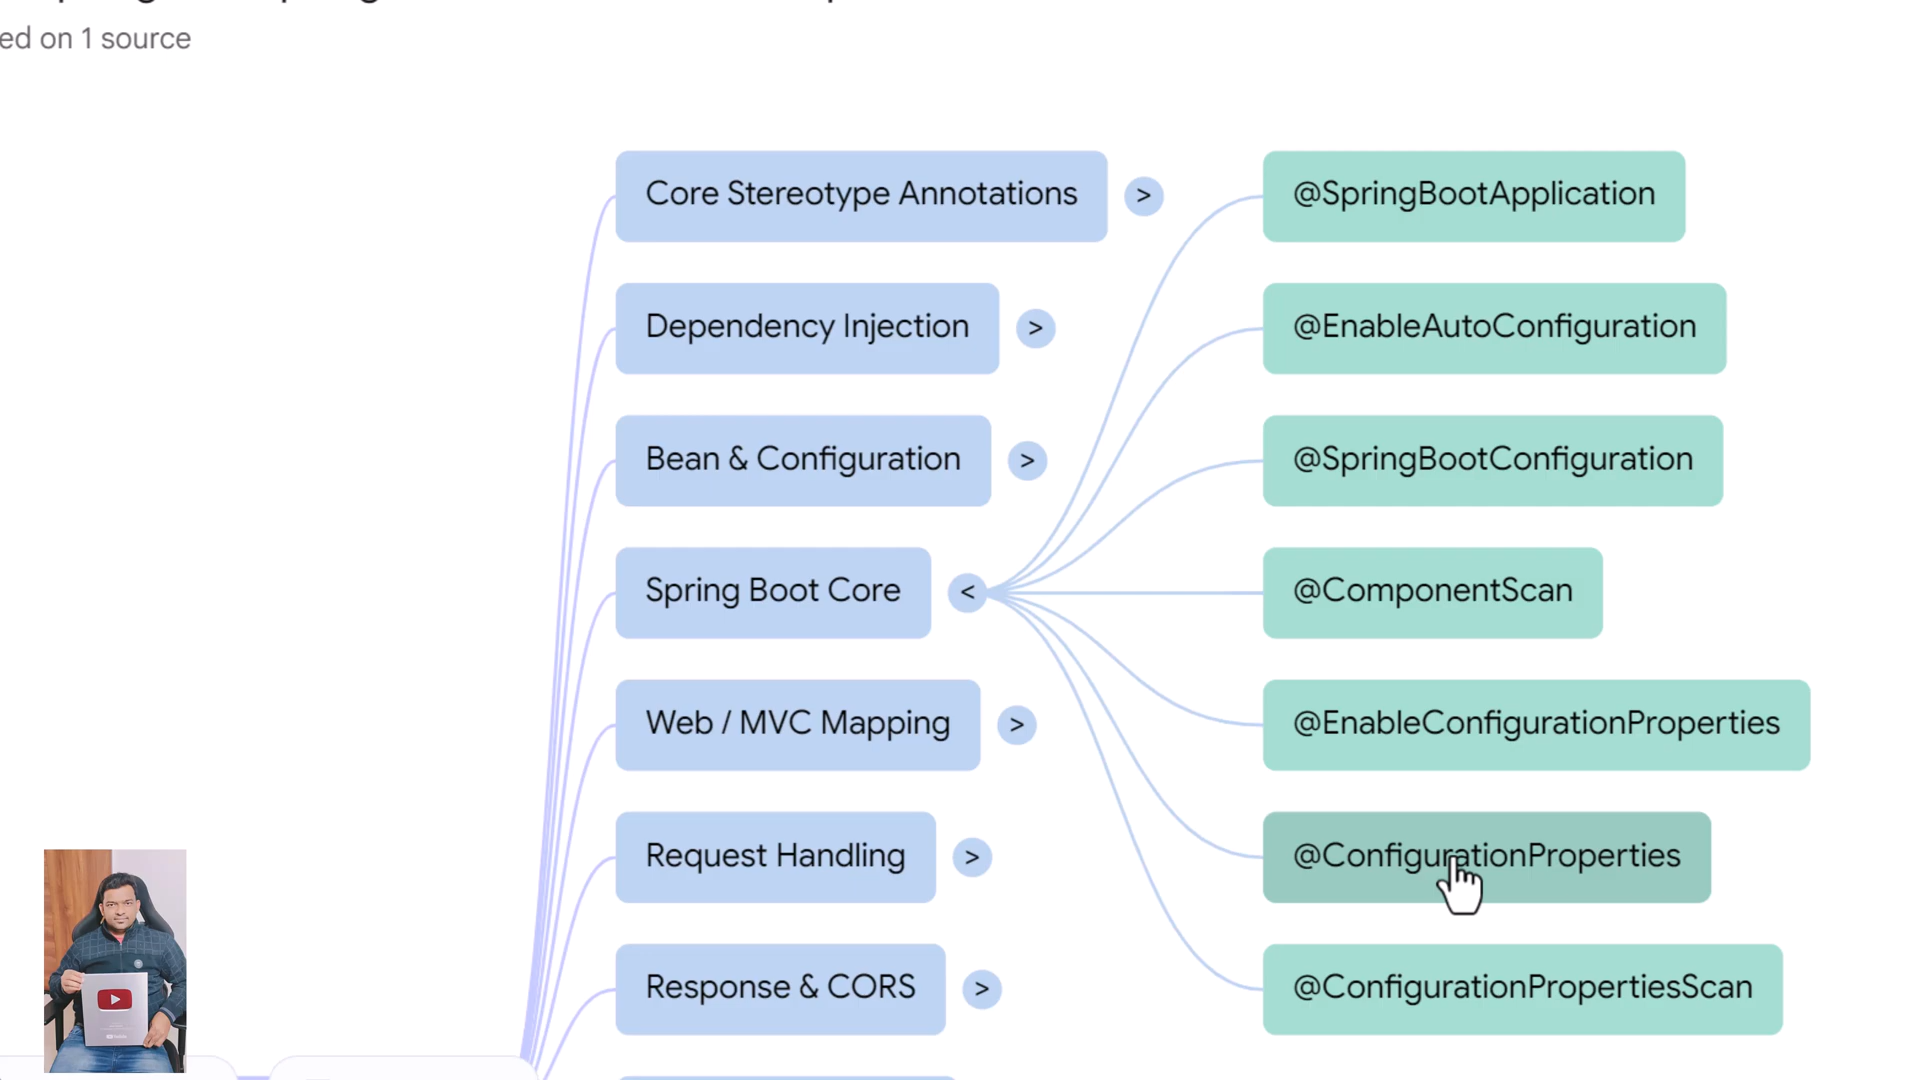 ed on 1 source
Core Stereotype Annotations >
Dependency Injection >
Bean & Configuration >
Spring Boot Core <
Web / MVC Mapping >
Request Handling >
Response & CORS >
@SpringBootApplication
@EnableAutoConfiguration
@SpringBootConfiguration
@ComponentScan
@EnableConfigurationProperties
@ConfigurationProperties
@ConfigurationPropertiesScan